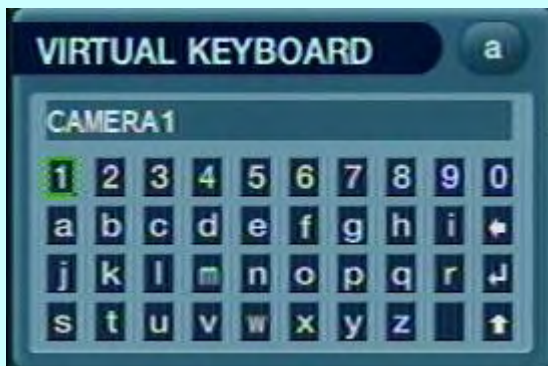 VIRTUAL KEYBOARD a
CAMERA1
1 2 3 4 5 6 7 8 9 0
a b c d e f g h i ←
j k l m n o p q r ↵
s t u v w x y z ↑